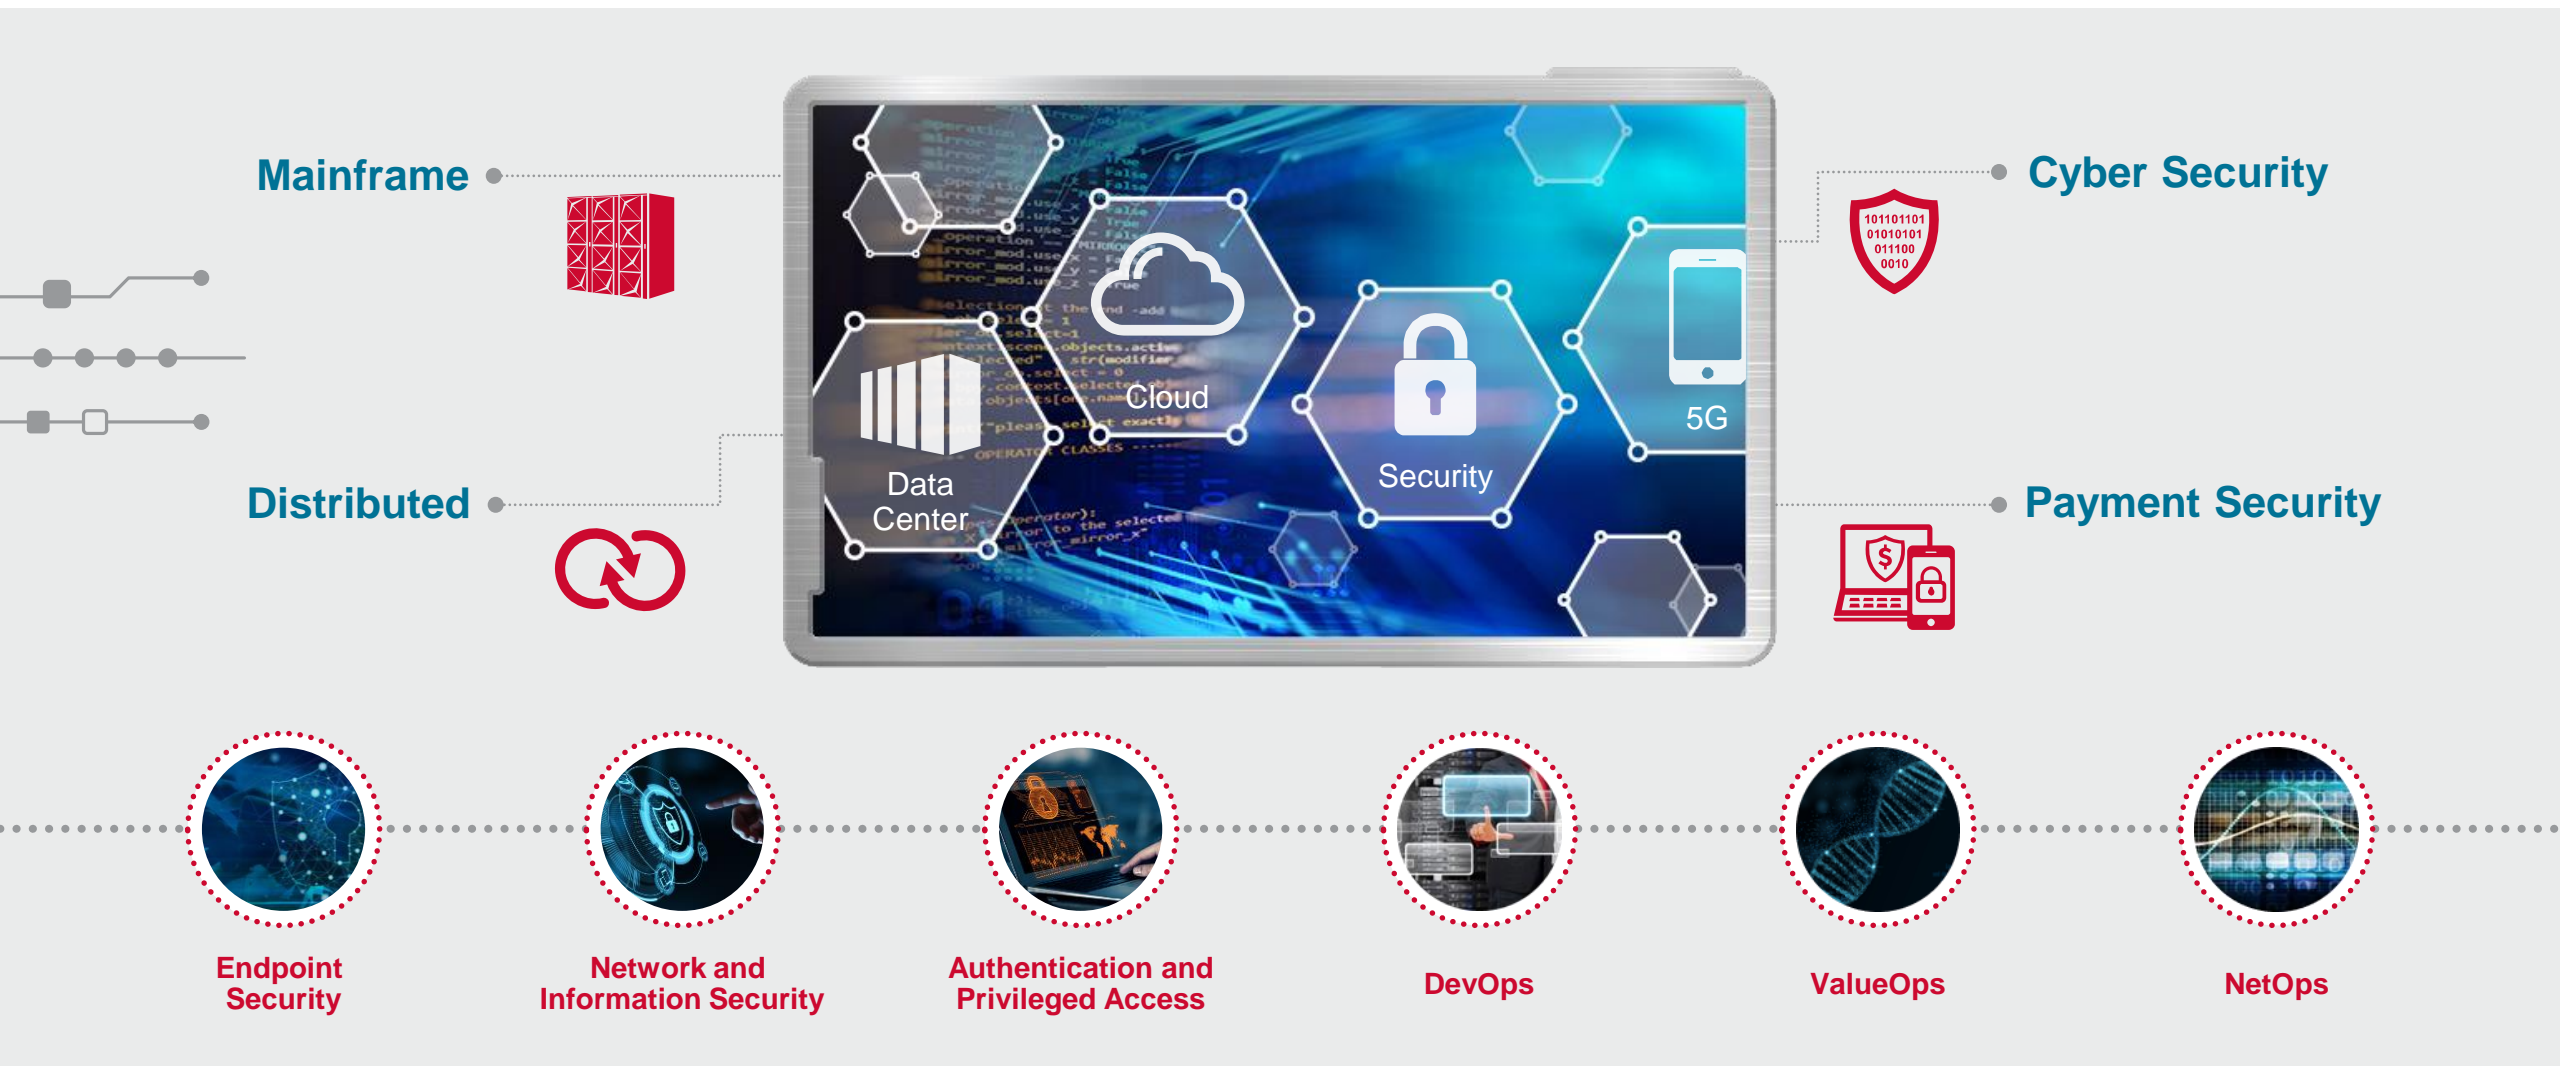 Mainframe
Cyber Security
101101101
01010101
011100
0010
Cloud
5G
Security
Data
Center
Distributed
Payment Security
$
Endpoint
Security
Network and
Information Security
Authentication and
Privileged Access
DevOps
ValueOps
NetOps